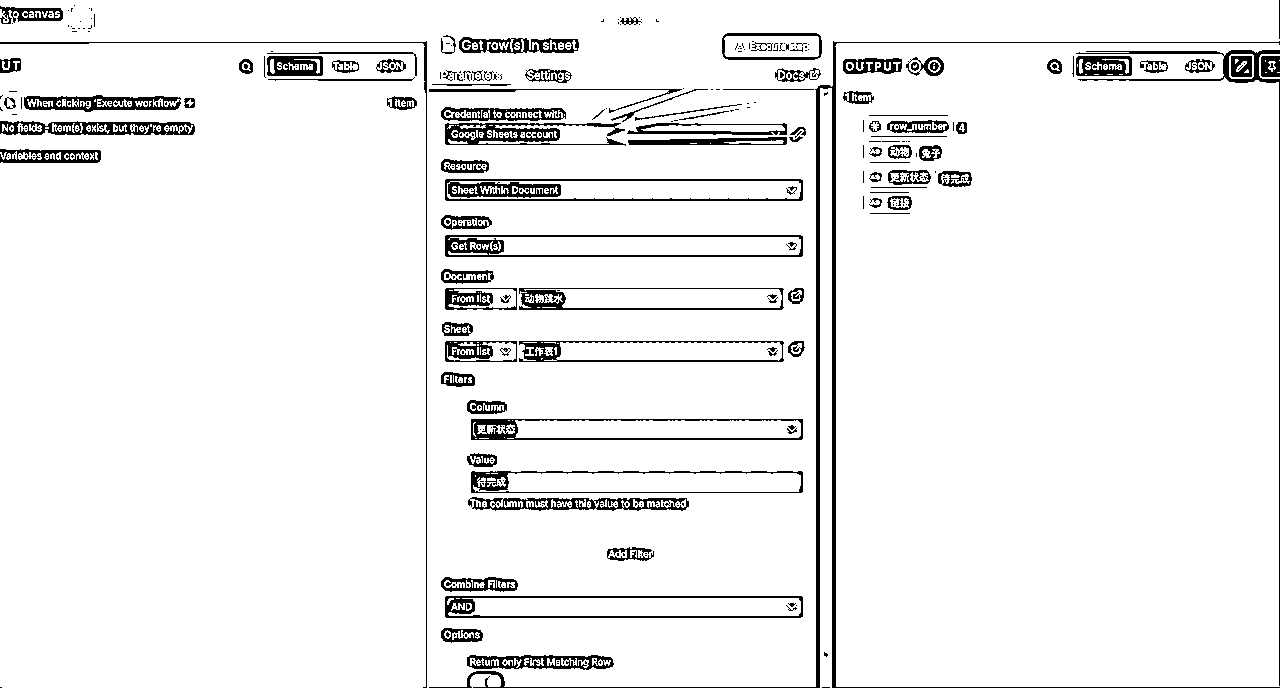 k to canvas
Get row(s) in sheet
Execute step
UT
Schema Table JSON
Parameters Settings Docs
OUTPUT
Schema Table JSON
When clicking 'Execute workflow' 1 item
No fields - item(s) exist, but they're empty
Variables and context
Credential to connect with
Google Sheets account
Resource
Sheet Within Document
Operation
Get Row(s)
Document
From list 动物跳水
Sheet
From list 工作表1
Filters
Column
更新状态
Value
待完成
The column must have this value to be matched
Add Filter
Combine Filters
AND
Options
Return only First Matching Row
1 item
row_number 4
动物 兔子
更新状态 待完成
链接